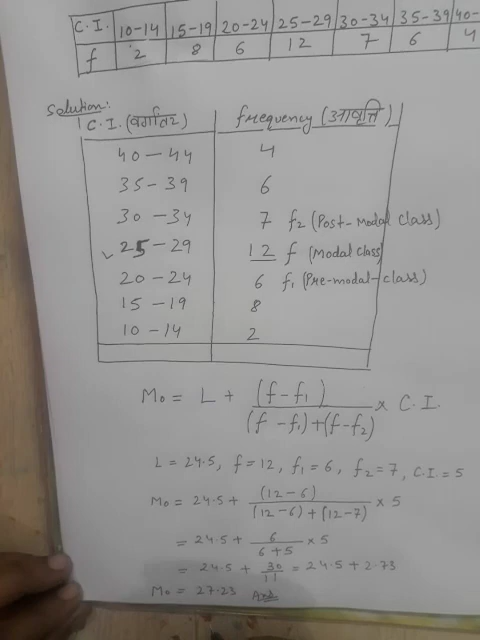 C.I. 10-14 15-19 20-24 25-29 30-34 35-39 40-
f 2 8 6 12 7 6 4
Solution:
C.I. (वर्गांतर) frequency (आवृत्ति)
40-44 4
35-39 6
30-34 7 f₂ (Post-Modal Class)
✓ 25-29 12 f (Modal Class)
20-24 6 f₁ (Pre-modal-class)
15-19 8
10-14 2
Mo = L + (f-f₁) / (f-f₁)+(f-f₂) × C.I.
L = 24.5, f = 12, f₁ = 6, f₂ = 7, C.I = 5
Mo = 24.5 + (12-6) / (12-6)+(12-7) × 5
= 24.5 + 6 / 6+5 × 5
= 24.5 + 30/11 = 24.5 + 2.73
Mo = 27.23 Ans